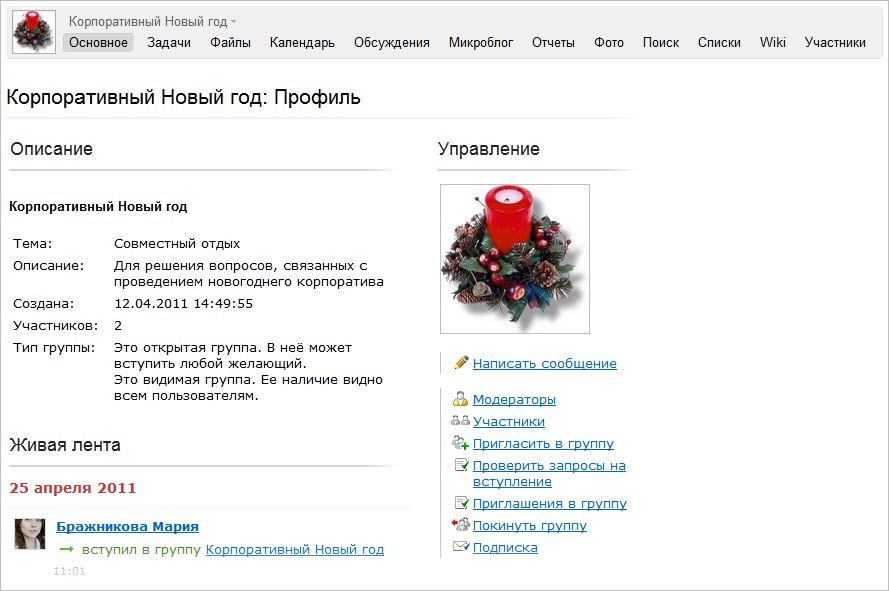 Корпоративный Новый год
Основное Задачи Файлы Календарь Обсуждения Микроблог Отчеты Фото Поиск Списки Wiki Участники
Корпоративный Новый год: Профиль
Описание
Корпоративный Новый год
Тема: Совместный отдых
Описание: Для решения вопросов, связанных с
проведением новогоднего корпоратива
Создана: 12.04.2011 14:49:55
Участников: 2
Тип группы: Это открытая группа. В неё может
вступить любой желающий.
Это видимая группа. Ее наличие видно
всем пользователям.
Живая лента
25 апреля 2011
Бражникова Мария
вступил в группу Корпоративный Новый год
11:01
Управление
Написать сообщение
Модераторы
Участники
Пригласить в группу
Проверить запросы на
вступление
Приглашения в группу
Покинуть группу
Подписка